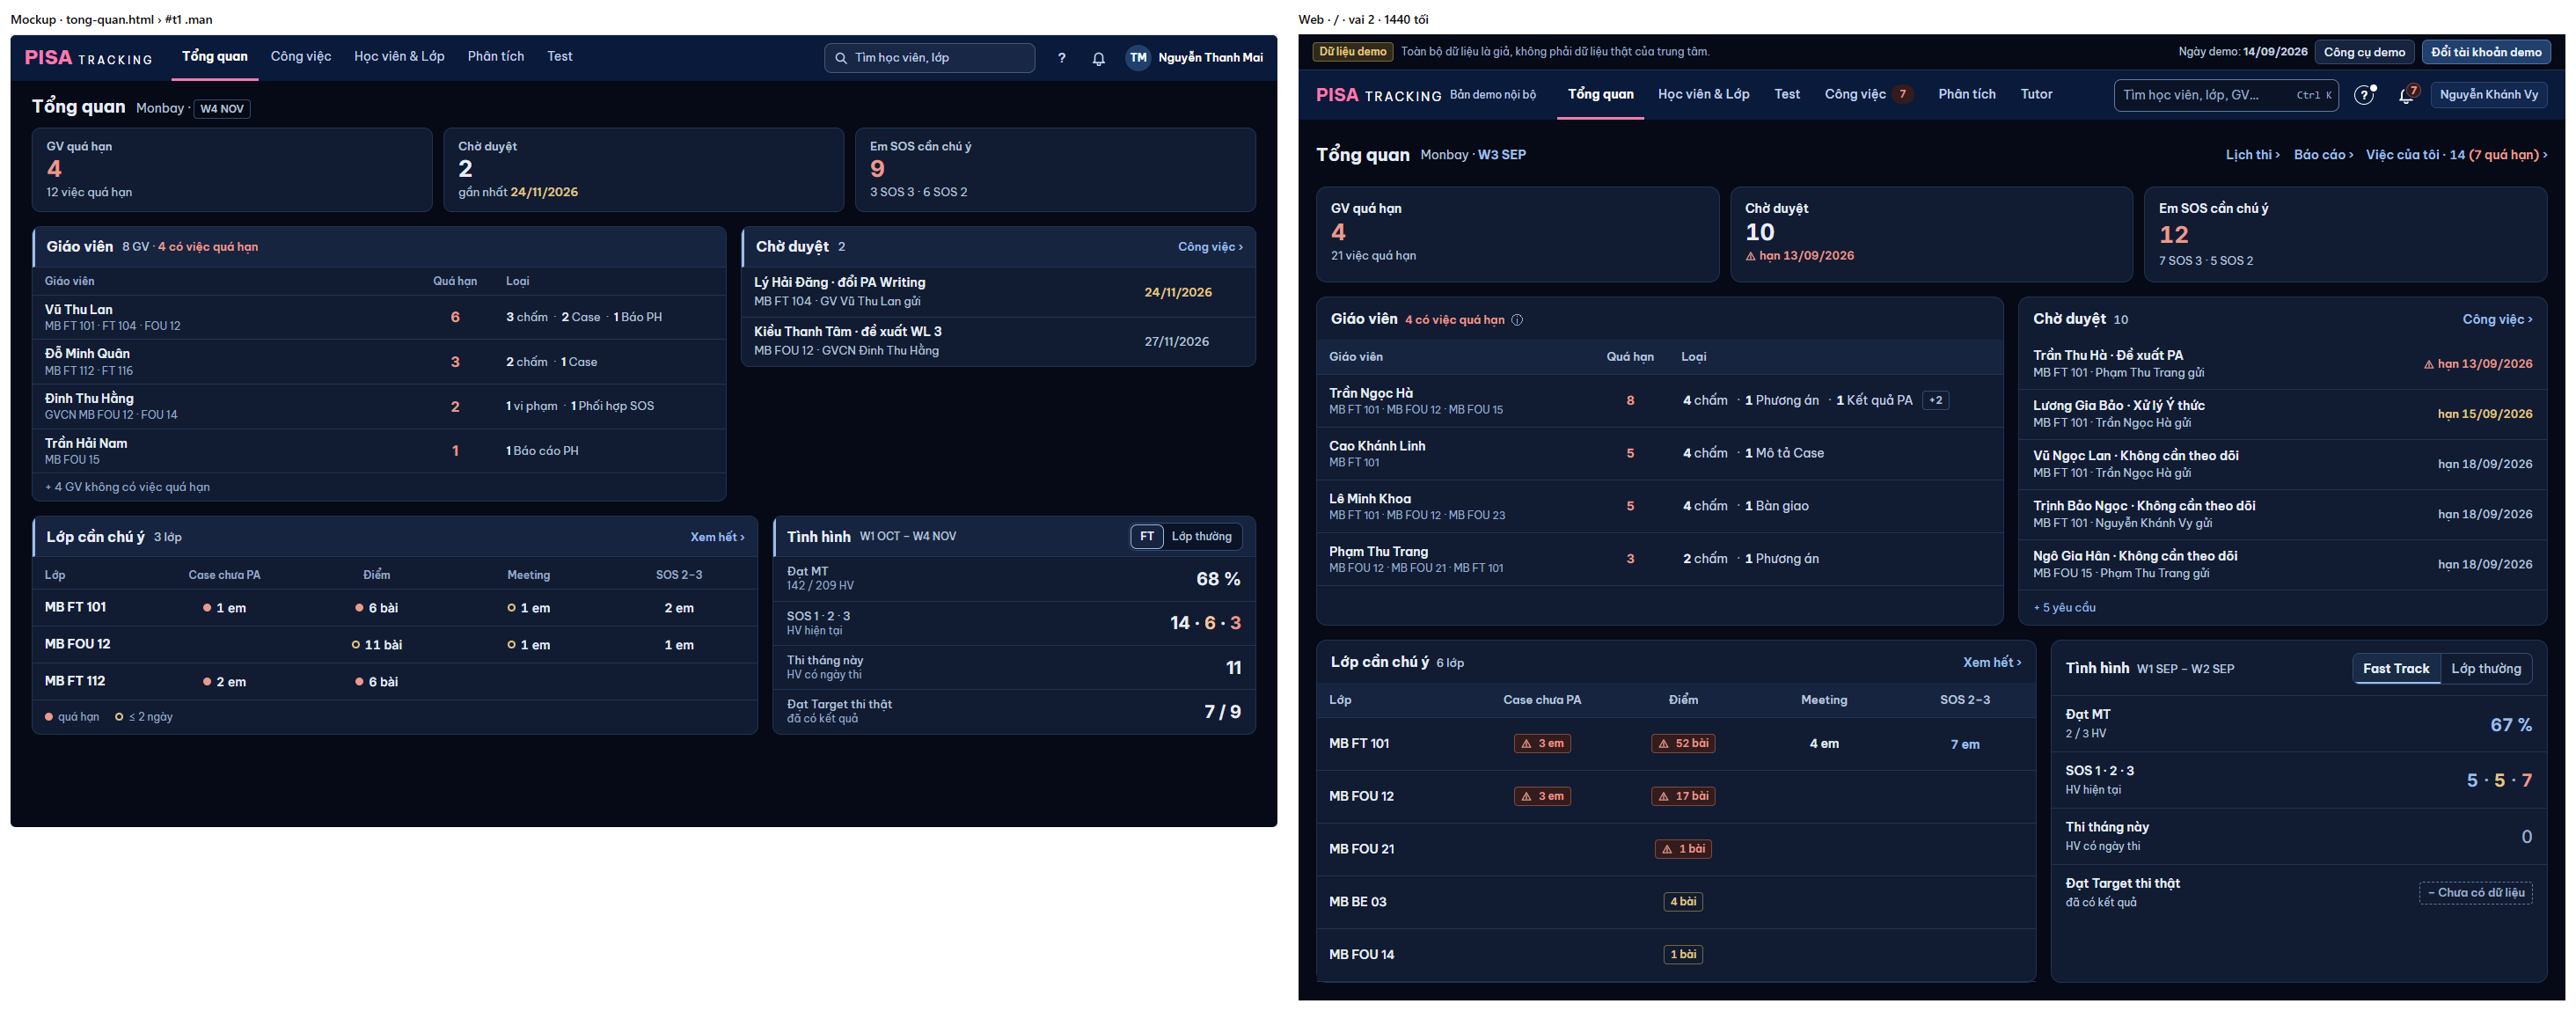 Mockup · tong-quan.html › #t1 .man
PISA TRACKING Tổng quan Công việc Học viên & Lớp Phân tích Test Tìm học viên, lớp ? TM Nguyễn Thanh Mai
Tổng quan Monbay · W4 NOV
GV quá hạn
4
12 việc quá hạn
Chờ duyệt
2
gần nhất 24/11/2026
Em SOS cần chú ý
9
3 SOS 3 · 6 SOS 2
Giáo viên 8 GV · 4 có việc quá hạn
Giáo viên Quá hạn Loại
Vũ Thu Lan
MB FT 101 · FT 104 · FOU 12
6 3 chấm · 2 Case · 1 Báo PH
Đỗ Minh Quân
MB FT 112 · FT 116
3 2 chấm · 1 Case
Đinh Thu Hằng
GVCN MB FOU 12 · FOU 14
2 1 vi phạm · 1 Phối hợp SOS
Trần Hải Nam
MB FOU 15
1 1 Báo cáo PH
+ 4 GV không có việc quá hạn
Chờ duyệt 2 Công việc ›
Lý Hải Đăng · đổi PA Writing
MB FT 104 · GV Vũ Thu Lan gửi
24/11/2026
Kiều Thanh Tâm · đề xuất WL 3
MB FOU 12 · GVCN Đinh Thu Hằng
27/11/2026
Lớp cần chú ý 3 lớp Xem hết ›
Lớp Case chưa PA Điểm Meeting SOS 2–3
MB FT 101 1 em 6 bài 1 em 2 em
MB FOU 12 11 bài 1 em 1 em
MB FT 112 2 em 6 bài
quá hạn ≤ 2 ngày
Tình hình W1 OCT – W4 NOV FT Lớp thường
Đạt MT
142 / 209 HV
68 %
SOS 1 · 2 · 3
HV hiện tại
14 · 6 · 3
Thi tháng này
HV có ngày thi
11
Đạt Target thi thật
đã có kết quả
7 / 9
Web · / · vai 2 · 1440 tối
Dữ liệu demo Toàn bộ dữ liệu là giả, không phải dữ liệu thật của trung tâm. Ngày demo: 14/09/2026 Công cụ demo Đổi tài khoản demo
PISA TRACKING Bản demo nội bộ Tổng quan Học viên & Lớp Test Công việc 7 Phân tích Tutor Tìm học viên, lớp, GV... Ctrl K ? 7 Nguyễn Khánh Vy
Tổng quan Monbay · W3 SEP Lịch thi › Báo cáo › Việc của tôi · 14 (7 quá hạn) ›
GV quá hạn
4
21 việc quá hạn
Chờ duyệt
10
⚠ hạn 13/09/2026
Em SOS cần chú ý
12
7 SOS 3 · 5 SOS 2
Giáo viên 4 có việc quá hạn ⓘ
Giáo viên Quá hạn Loại
Trần Ngọc Hà
MB FT 101 · MB FOU 12 · MB FOU 15
8 4 chấm · 1 Phương án · 1 Kết quả PA +2
Cao Khánh Linh
MB FT 101
5 4 chấm · 1 Mô tả Case
Lê Minh Khoa
MB FT 101 · MB FOU 12 · MB FOU 23
5 4 chấm · 1 Bàn giao
Phạm Thu Trang
MB FOU 12 · MB FOU 21 · MB FT 101
3 2 chấm · 1 Phương án
Chờ duyệt 10 Công việc ›
Trần Thu Hà · Đề xuất PA
MB FT 101 · Phạm Thu Trang gửi
⚠ hạn 13/09/2026
Lương Gia Bảo · Xử lý Ý thức
MB FT 101 · Trần Ngọc Hà gửi
hạn 15/09/2026
Vũ Ngọc Lan · Không cần theo dõi
MB FT 101 · Trần Ngọc Hà gửi
hạn 18/09/2026
Trịnh Bảo Ngọc · Không cần theo dõi
MB FT 101 · Nguyễn Khánh Vy gửi
hạn 18/09/2026
Ngô Gia Hân · Không cần theo dõi
MB FOU 15 · Phạm Thu Trang gửi
hạn 18/09/2026
+ 5 yêu cầu
Lớp cần chú ý 6 lớp Xem hết ›
Lớp Case chưa PA Điểm Meeting SOS 2–3
MB FT 101 ⚠ 3 em ⚠ 52 bài 4 em 7 em
MB FOU 12 ⚠ 3 em ⚠ 17 bài
MB FOU 21 ⚠ 1 bài
MB BE 03 4 bài
MB FOU 14 1 bài
Tình hình W1 SEP – W2 SEP Fast Track Lớp thường
Đạt MT
2 / 3 HV
67 %
SOS 1 · 2 · 3
HV hiện tại
5 · 5 · 7
Thi tháng này
HV có ngày thi
0
Đạt Target thi thật
đã có kết quả
– Chưa có dữ liệu